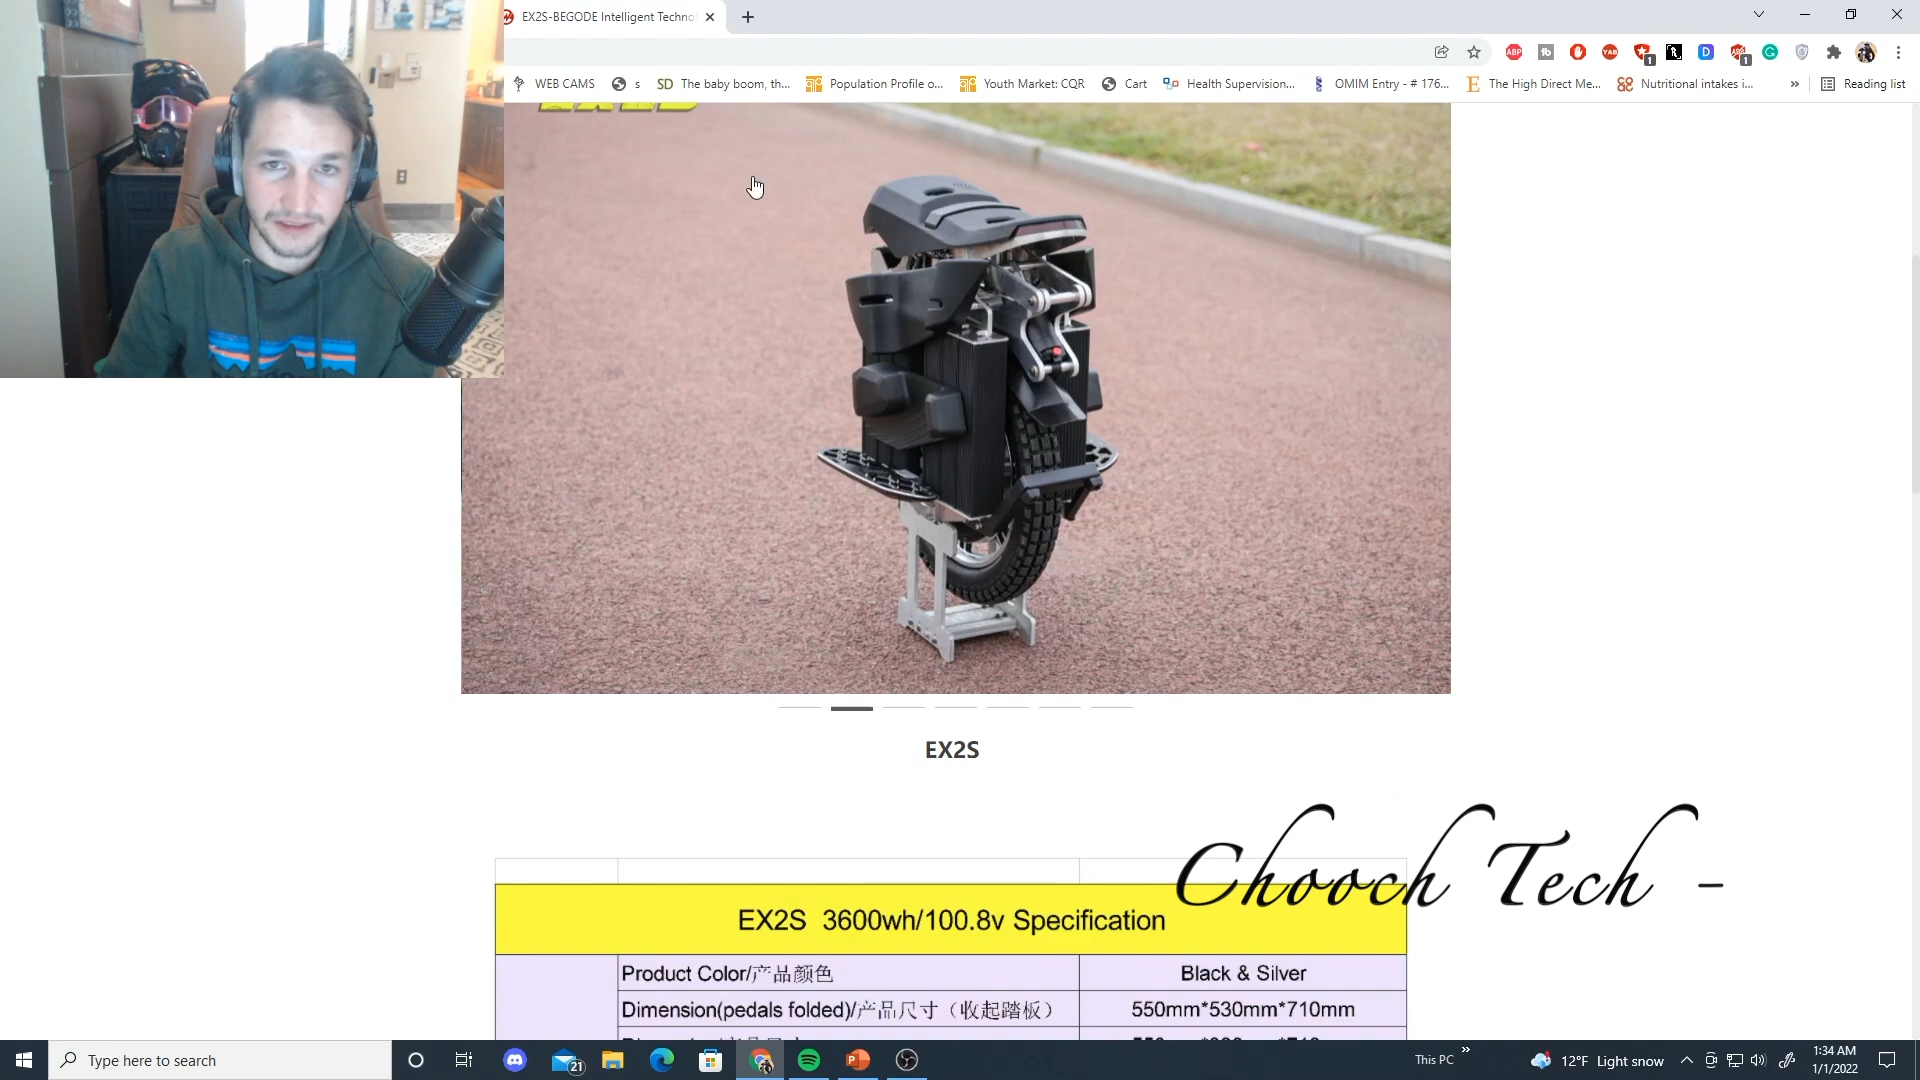 EX2S-BEGODE Intelligent Techno
WEB CAMS
s
SD The baby boom, th...
Population Profile o...
Youth Market: CQR
Cart
Health Supervision...
OMIM Entry - # 176...
The High Direct Me...
Nutritional intakes i...
»
Reading list
EX2S
Chooch Tech -
EX2S 3600wh/100.8v Specification
Product Color/产品颜色
Black & Silver
Dimension(pedals folded)/产品尺寸（收起踏板）
550mm*530mm*710mm
Type here to search
21
This PC
»
12°F Light snow
1:34 AM
1/1/2022